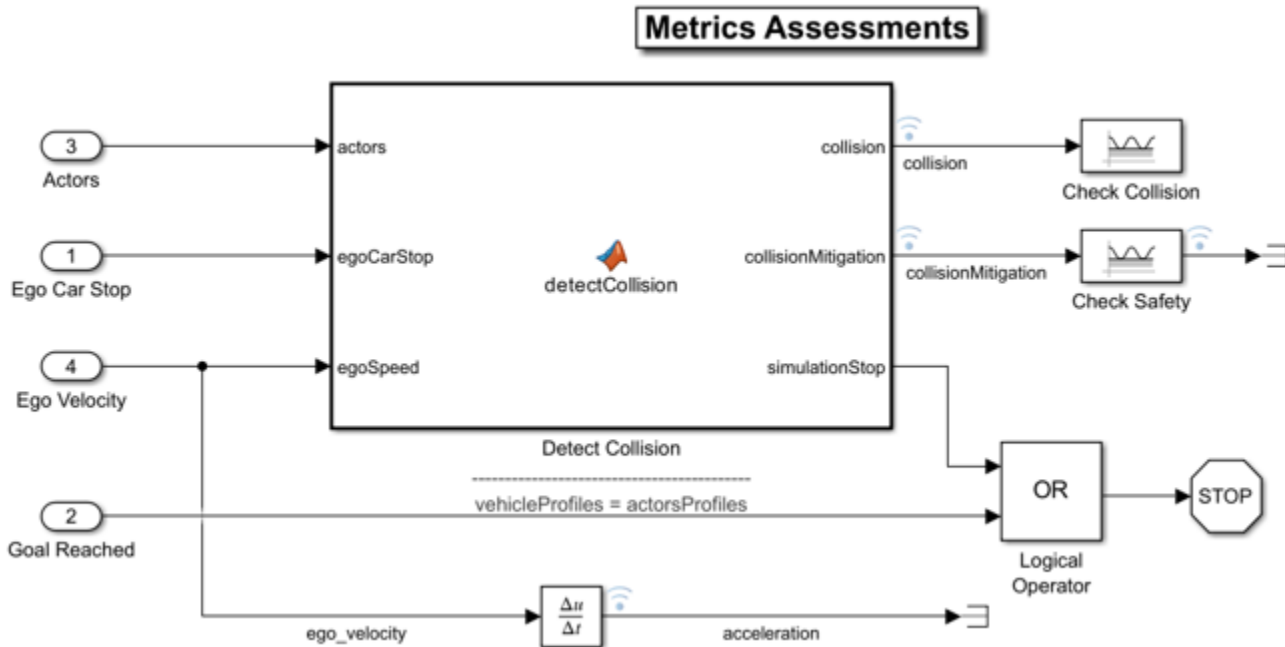 Metrics Assessments
3
Actors
actors
collision
collision
Check Collision
1
Ego Car Stop
egoCarStop
detectCollision
collisionMitigation
collisionMitigation
Check Safety
4
Ego Velocity
egoSpeed
simulationStop
Detect Collision
--------------------------------------------
vehicleProfiles = actorsProfiles
2
Goal Reached
OR
Logical
Operator
STOP
ego_velocity
Δu
Δt
acceleration